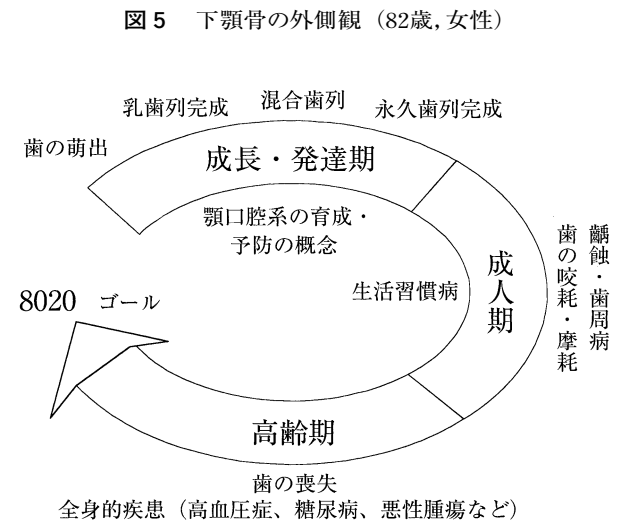 図5 下顎骨の外側観(82歳,女性)
乳歯列完成
混合歯列
永久歯列完成
歯の萌出
成長・発達期
顎口腔系の育成・
予防の概念
成人期
生活習慣病
齲蝕・歯周病
歯の咬耗・摩耗
8020 ゴール
高齢期
歯の喪失
全身的疾患(高血圧症、糖尿病、悪性腫瘍など)